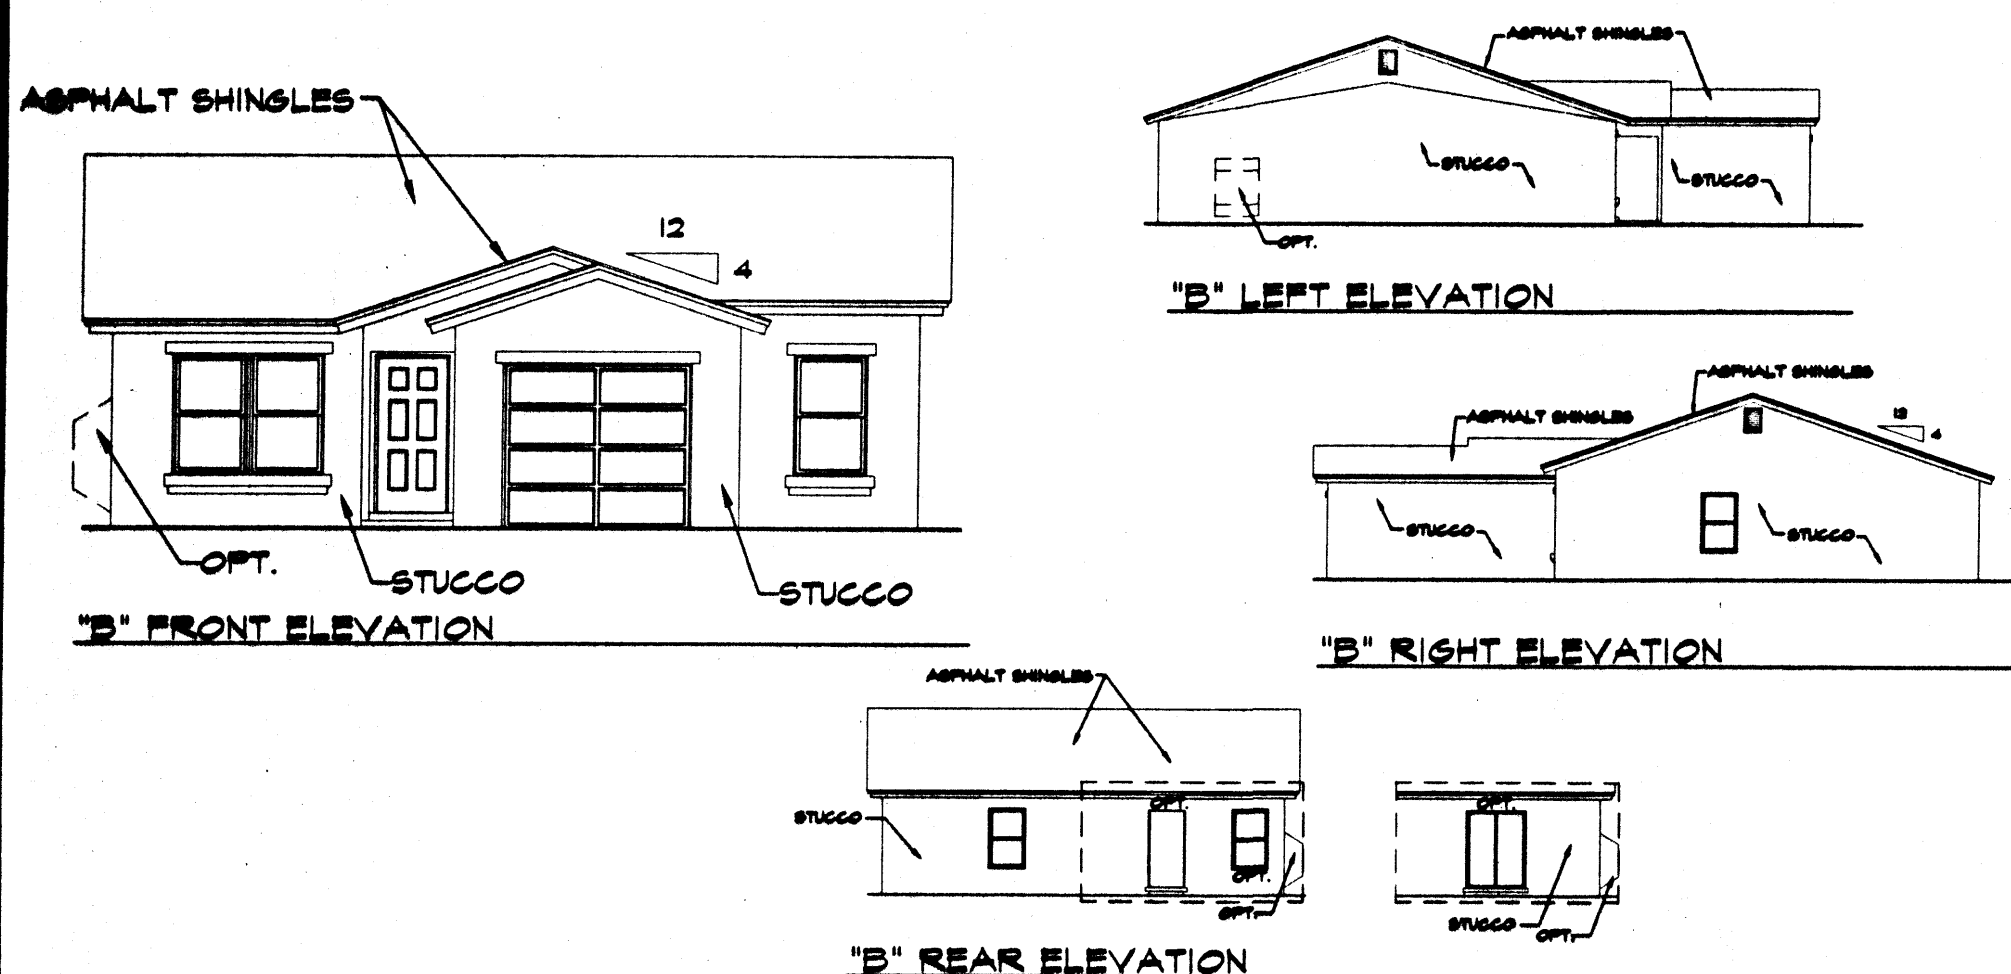 ASPHALT SHINGLES
12
4
OPT.
STUCCO
STUCCO
"B" FRONT ELEVATION
ASPHALT SHINGLES
STUCCO
STUCCO
OPT.
"B" LEFT ELEVATION
ASPHALT SHINGLES
ASPHALT SHINGLES
12
4
STUCCO
STUCCO
"B" RIGHT ELEVATION
ASPHALT SHINGLES
STUCCO
OPT.
OPT.
OPT.
OPT.
STUCCO
OPT.
"B" REAR ELEVATION